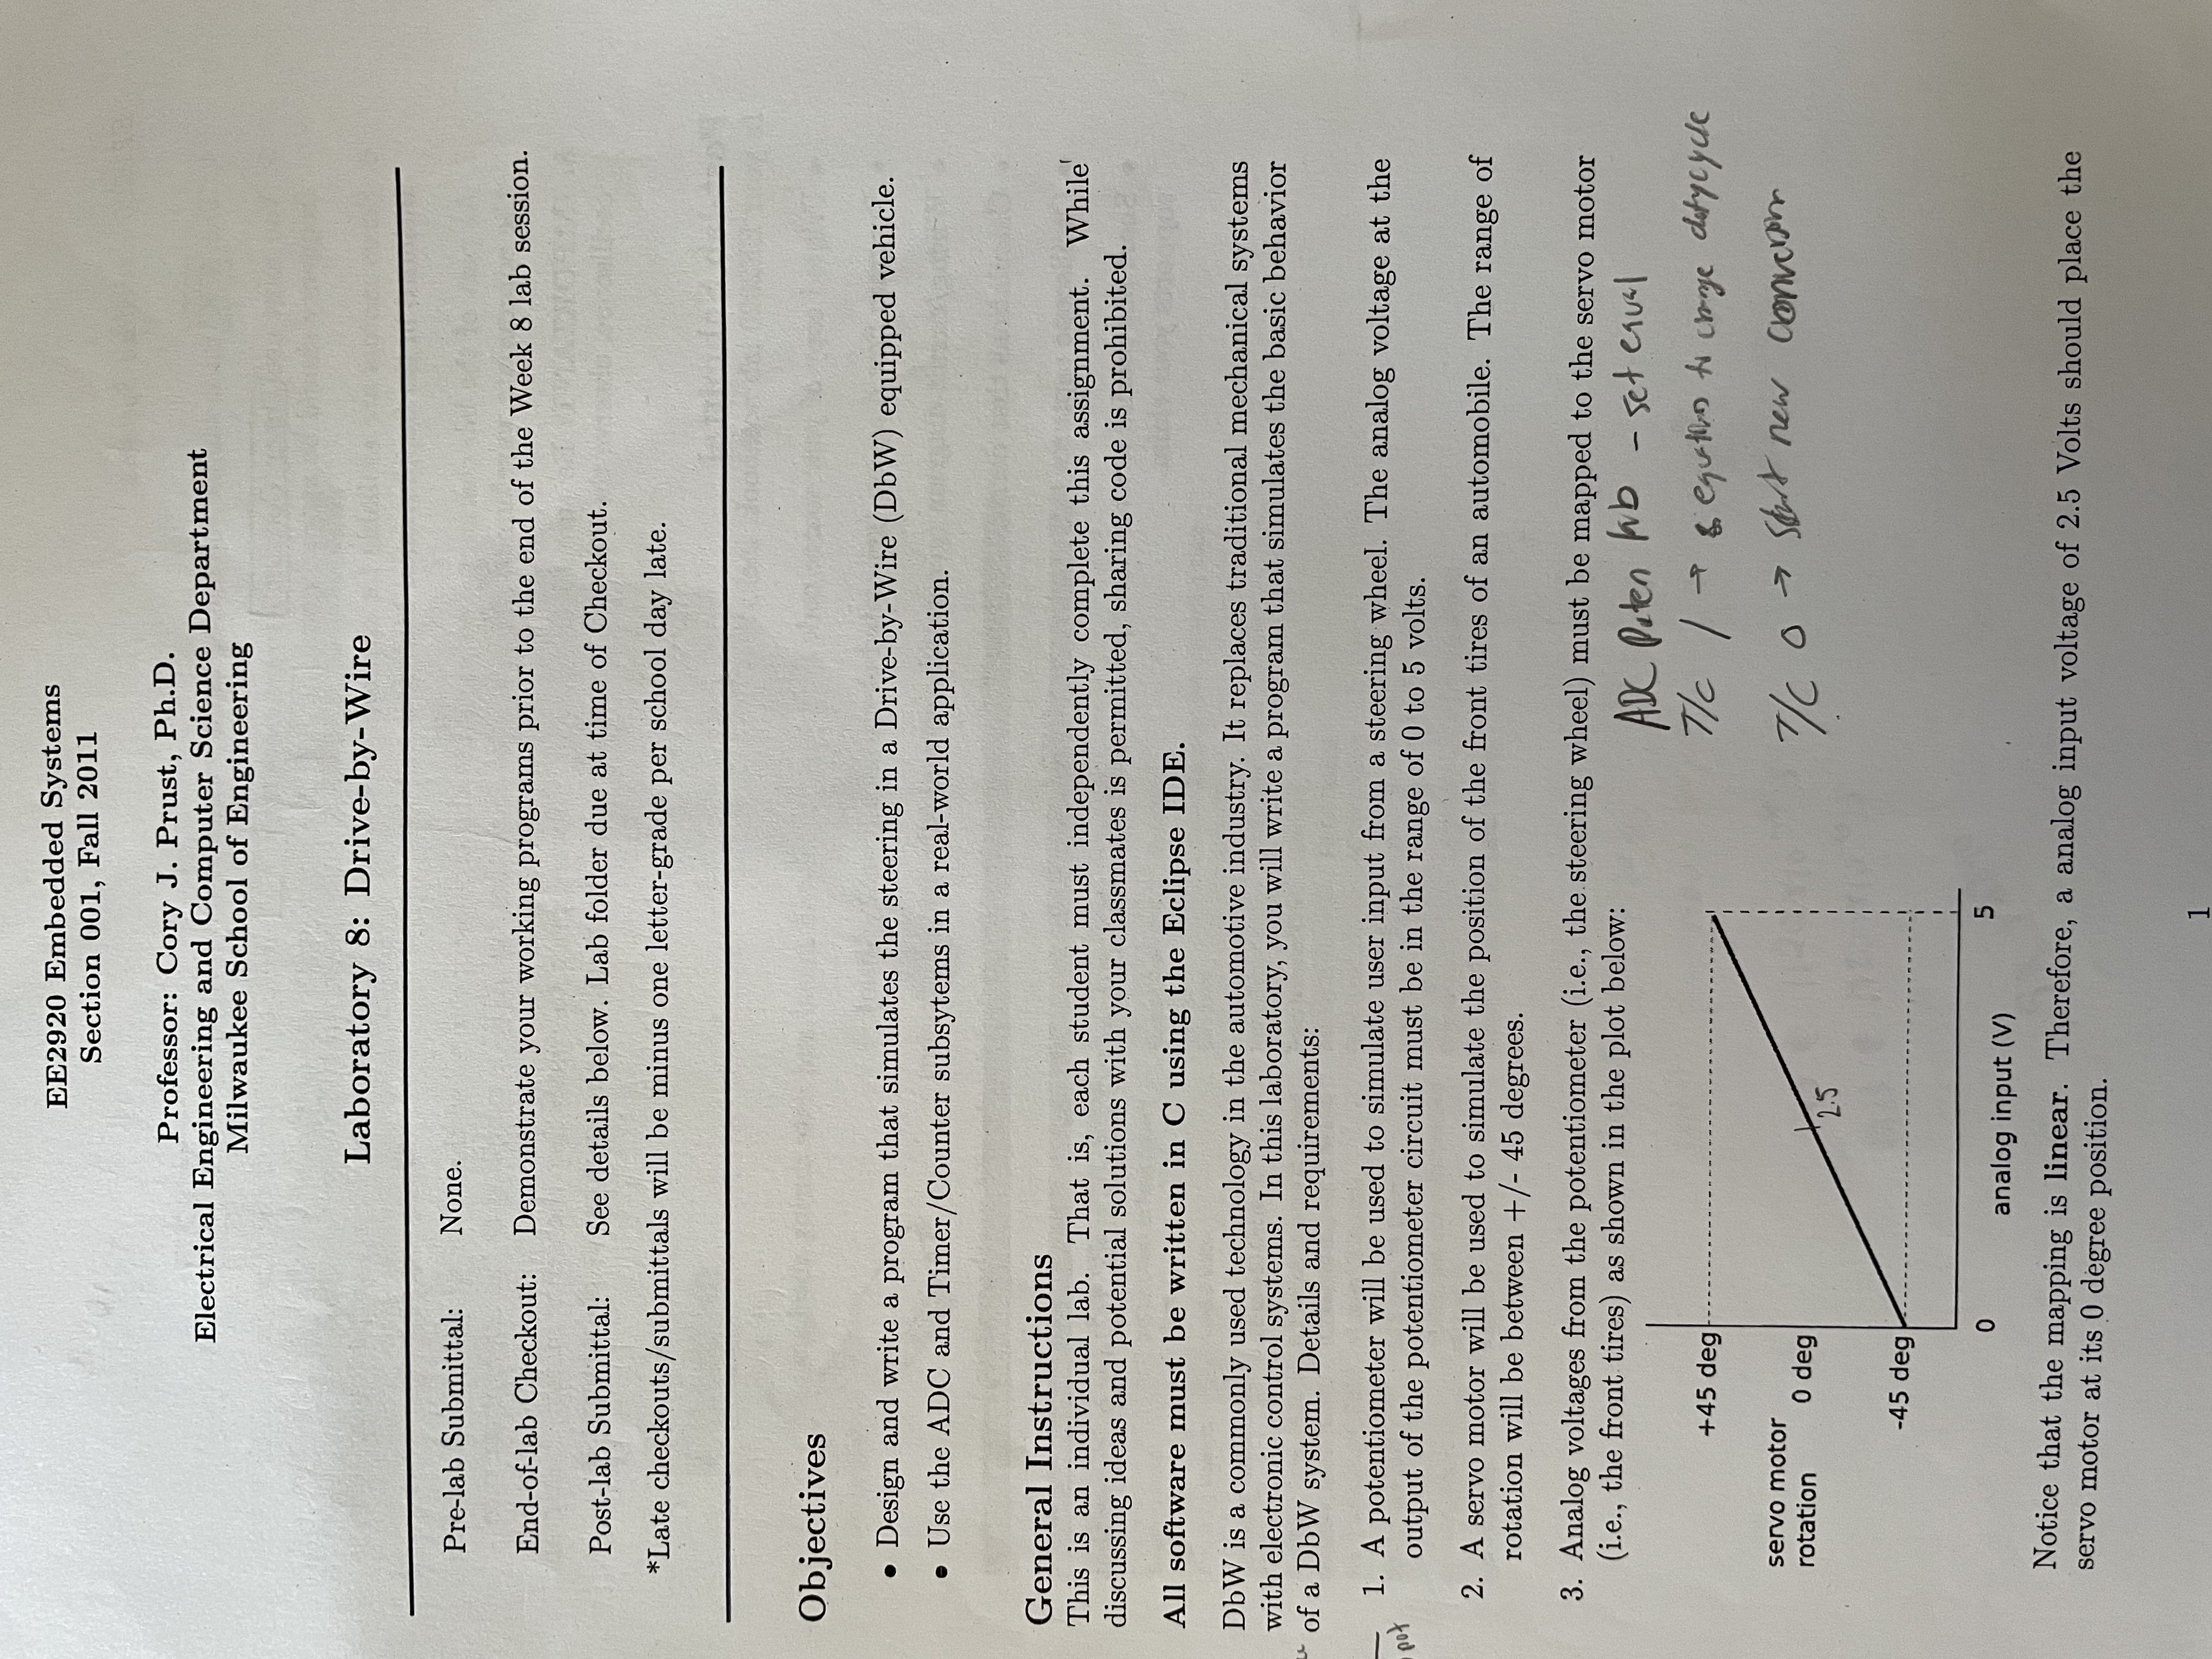 EE2920 Embedded Systems
Section 001, Fall 2011
Professor: Cory J. Prust, Ph.D.
Electrical Engineering and Computer Science Department
Milwaukee School of Engineering
Laboratory 8: Drive-by-Wire
Pre-lab Submittal: None.
End-of-lab Checkout: Demonstrate your working programs prior to the end of the Week 8 lab session.
Post-lab Submittal: See details below. Lab folder due at time of Checkout.
*Late checkouts/submittals will be minus one letter-grade per school day late.
Objectives
• Design and write a program that simulates the steering in a Drive-by-Wire (DbW) equipped vehicle.
• Use the ADC and Timer/Counter subsytems in a real-world application.
General Instructions
This is an individual lab. That is, each student must independently complete this assignment. While
discussing ideas and potential solutions with your classmates is permitted, sharing code is prohibited.
All software must be written in C using the Eclipse IDE.
DbW is a commonly used technology in the automotive industry. It replaces traditional mechanical systems
with electronic control systems. In this laboratory, you will write a program that simulates the basic behavior
of a DbW system. Details and requirements:
1. A potentiometer will be used to simulate user input from a steering wheel. The analog voltage at the
pot
output of the potentiometer circuit must be in the range of 0 to 5 volts.
2. A servo motor will be used to simulate the position of the front tires of an automobile. The range of
rotation will be between +/- 45 degrees.
3. Analog voltages from the potentiometer (i.e., the steering wheel) must be mapped to the servo motor
(i.e., the front tires) as shown in the plot below:
ADC Poten - set equal
T/C 1 → to change dutycycle
T/C 0 → start new conversion
+45 deg
servo motor
rotation
0 deg
2.5
-45 deg
0
5
analog input (V)
Notice that the mapping is linear. Therefore, a analog input voltage of 2.5 Volts should place the
servo motor at its 0 degree position.
1